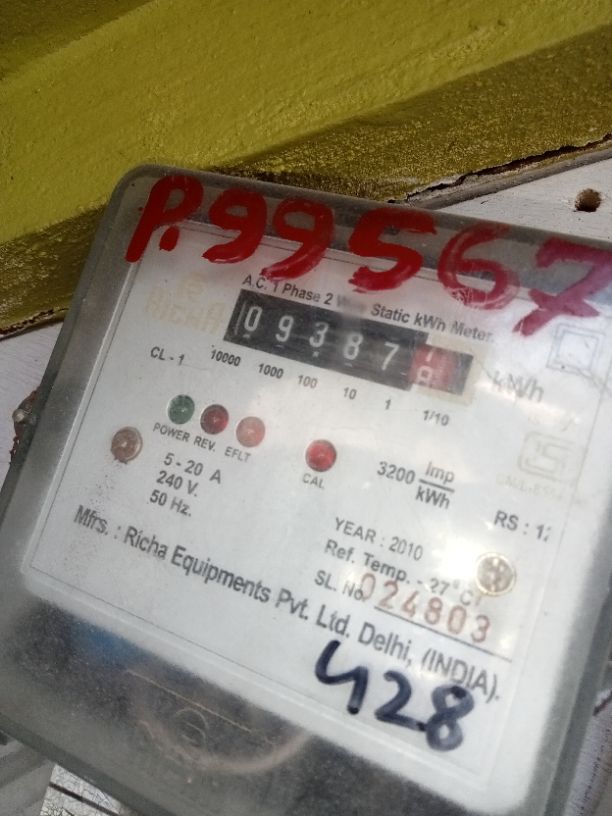 P.99567
RICHA
A.C. 1 Phase 2 Static kWh Meter.
09387
kWh
CL - 1 10000 1000 100 10 1 1/10
POWER REV. EFLT
CAL
5 - 20 A
240 V.
50 Hz.
3200 Imp
kWh
RS : 1
YEAR : 2010
Ref. Temp. - 27°C
SL. No. 024803
Mfrs. : Richa Equipments Pvt. Ltd. Delhi, (INDIA).
428